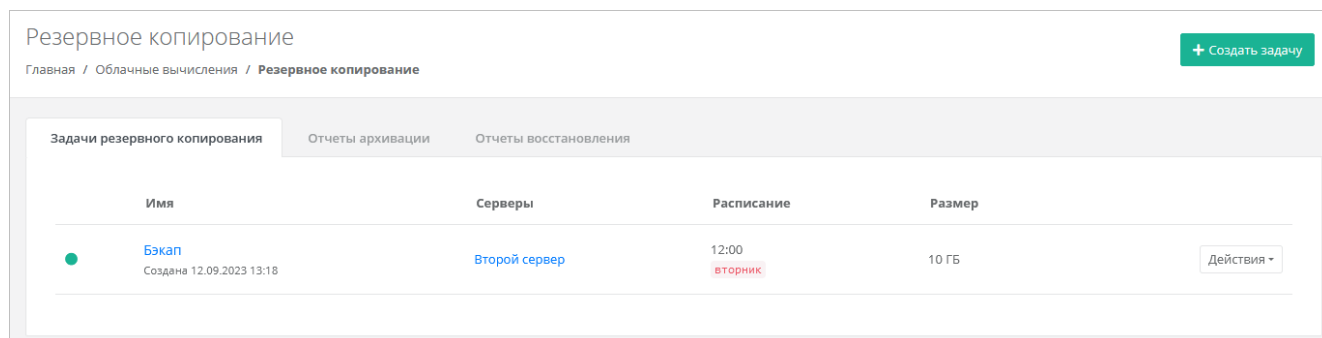 Резервное копирование
+ Создать задачу
Главная / Облачные вычисления / Резервное копирование
Задачи резервного копирования Отчеты архивации Отчеты восстановления
Имя Серверы Расписание Размер
Бэкап
Создана 12.09.2023 13:18
Второй сервер
12:00
вторник
10 ГБ
Действия